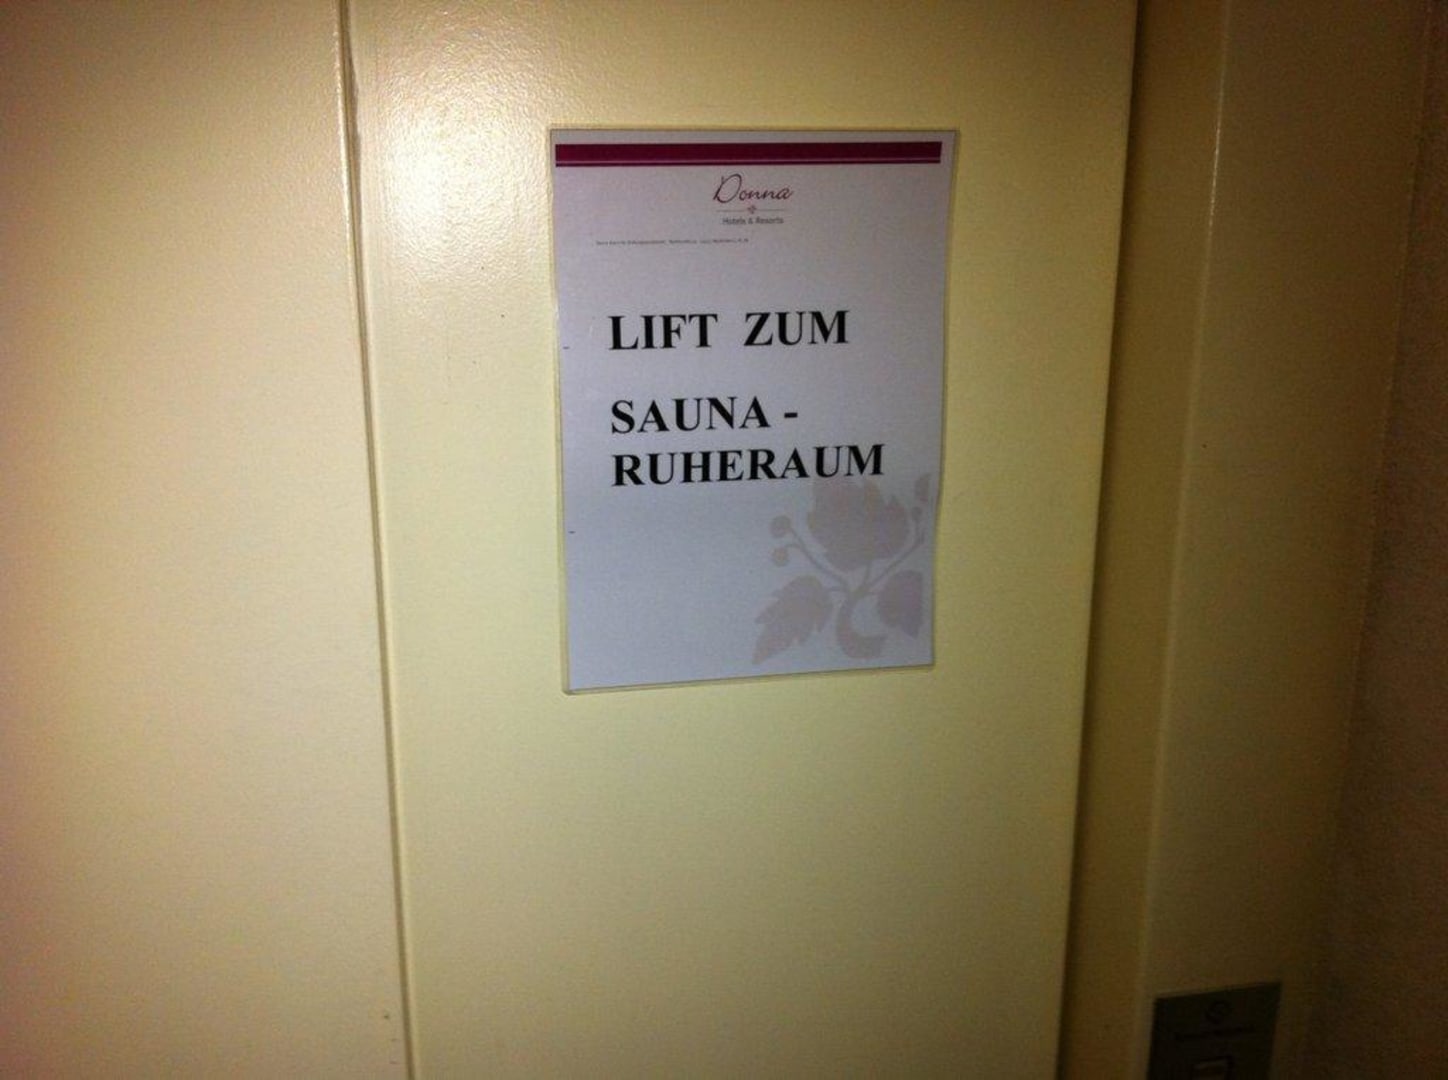 Donna
Hotels & Resorts
LIFT ZUM
SAUNA -
RUHERAUM